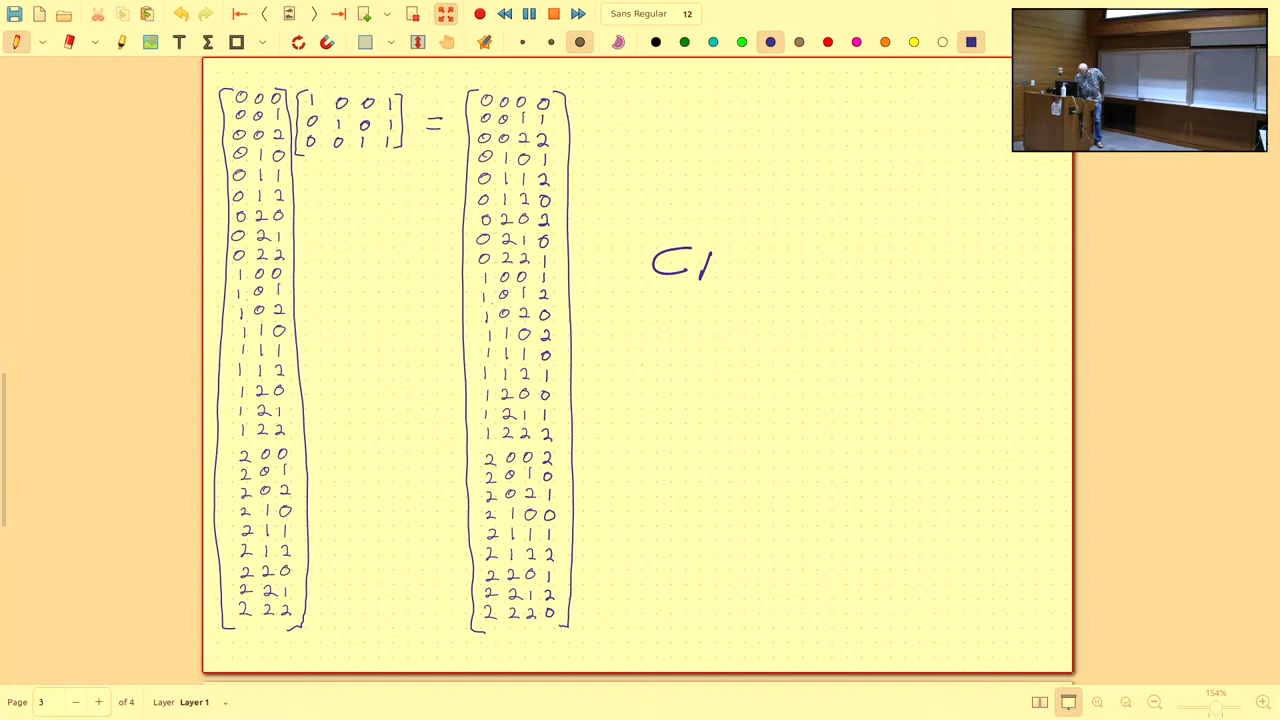 Sans Regular 12
0 0 0 1 0 0 1 0 0 0 0
0 0 1 0 1 0 1 = 0 0 1 1
0 0 2 0 0 1 1 0 0 2 2
0 1 0 0 1 0 1
0 1 1 0 1 1 2
0 1 2 0 1 2 0
0 2 0 0 2 0 2
0 2 1 0 2 1 0
0 2 2 0 2 2 1
1 0 0 1 0 0 1
1 0 1 1 0 1 2
1 0 2 1 0 2 0
1 1 0 1 1 0 2
1 1 1 1 1 1 0
1 1 2 1 1 2 1
1 2 0 1 2 0 0
1 2 1 1 2 1 1
1 2 2 1 2 2 2
2 0 0 2 0 0 2
2 0 1 2 0 1 0
2 0 2 2 0 2 1
2 1 0 2 1 0 0
2 1 1 2 1 1 1
2 1 2 2 1 2 2
2 2 0 2 2 0 1
2 2 1 2 2 1 2
2 2 2 2 2 2 0
Page 3 − + of 4 Layer Layer 1 154%